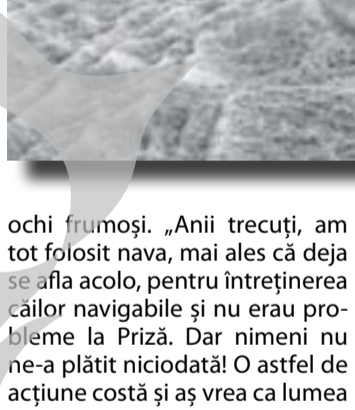 ochi frumoși. „Anii trecuți, am
tot folosit nava, mai ales că deja
se afla acolo, pentru întreținerea
căilor navigabile și nu erau pro-
bleme la Priză. Dar nimeni nu
ne-a plătit niciodată! O astfel de
acțiune costă și aș vrea ca lumea